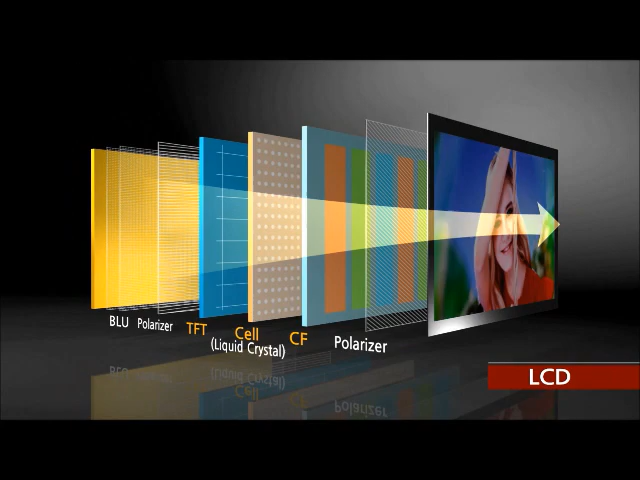 BLU
Polarizer
TFT
Cell
(Liquid Crystal)
CF
Polarizer
LCD